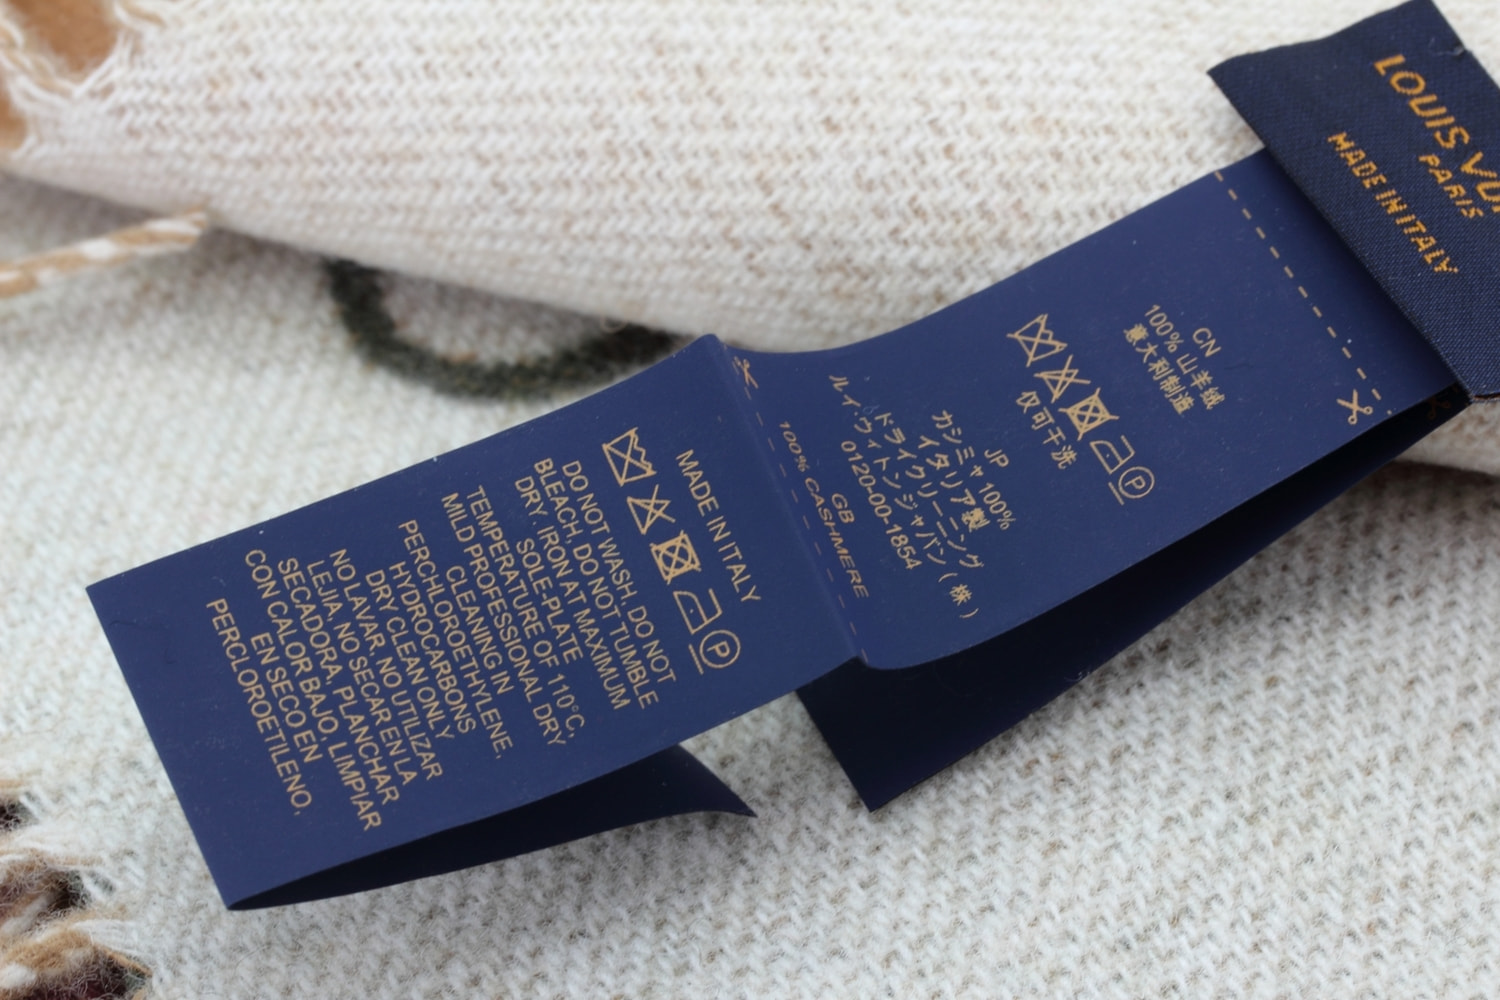 LOUIS
PARIS
MADE IN ITALY
CN
100% 山羊绒
意大利制造
仅可干洗
JP
カシミヤ 100%
イタリア製
ドライクリーニング
ルイ·ヴィトンジャパン(株)
0120-00-1854
GB
100% CASHMERE
MADE IN ITALY
DO NOT WASH, DO NOT
BLEACH, DO NOT TUMBLE
DRY. IRON AT MAXIMUM
SOLE-PLATE
TEMPERATURE OF 110°C,
MILD PROFESSIONAL DRY
CLEANING IN
PERCHLOROETHYLENE,
HYDROCARBONS
DRY CLEAN ONLY
NO LAVAR, NO UTILIZAR
LEJIA, NO SECAR EN LA
SECADORA, PLANCHAR
CON CALOR BAJO, LIMPIAR
EN SECO EN
PERCLOROETILENO,